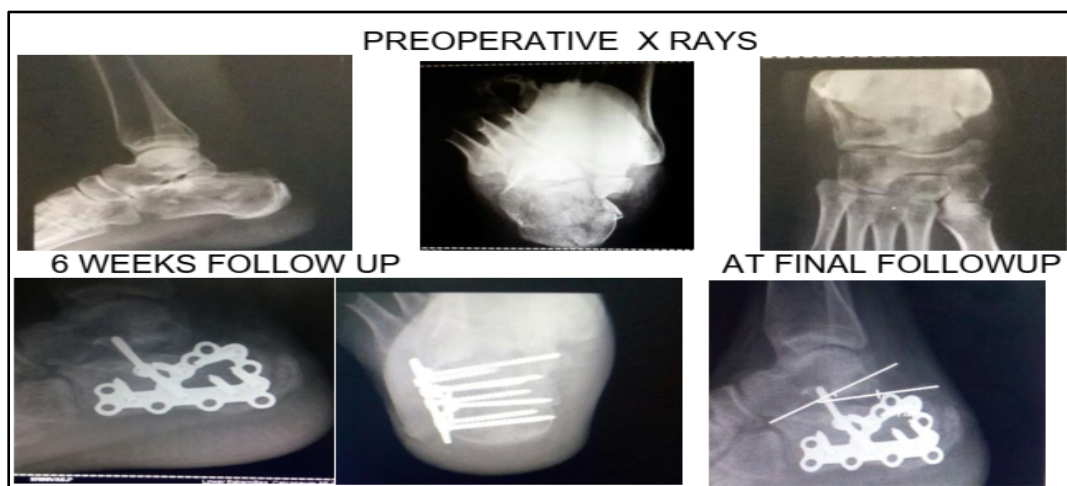 PREOPERATIVE X RAYS
6 WEEKS FOLLOW UP
AT FINAL FOLLOWUP